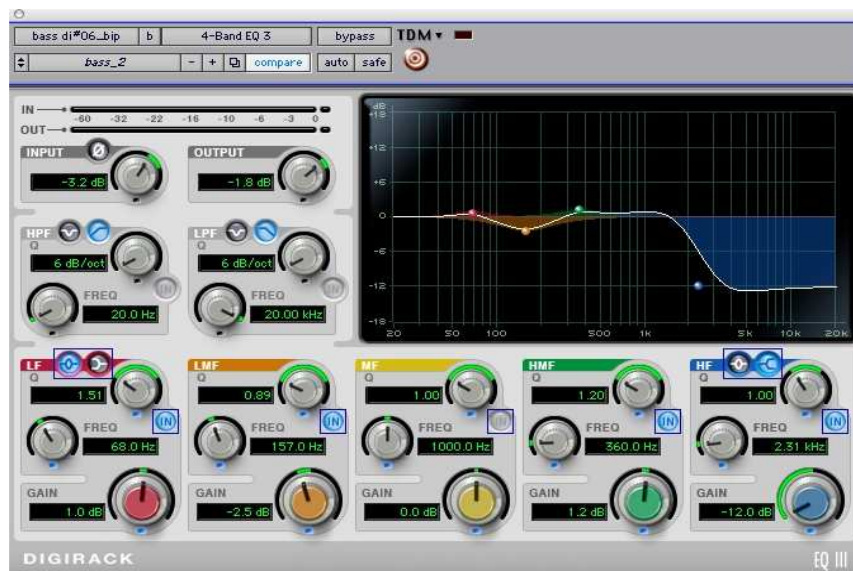 bass di#06_bip b 4-Band EQ 3 bypass TDM
bass_2 - + compare auto safe
IN -60 -32 -22 -16 -10 -6 -3 0
OUT
INPUT Ø OUTPUT
-3.2 dB -1.8 dB
HPF LPF
Q Q
6 dB/oct 6 dB/oct
IN IN
FREQ FREQ
20.0 Hz 20.00 kHz
dB
+18
+12
+6
0
-6
-12
-18
20 50 100 500 1k 5k 10k 20k
LF LMF MF HMF HF
Q Q Q Q Q
1.51 0.89 1.00 1.20 1.00
IN IN IN IN IN
FREQ FREQ FREQ FREQ FREQ
68.0 Hz 157.0 Hz 1000.0 Hz 360.0 Hz 2.31 kHz
GAIN GAIN GAIN GAIN GAIN
1.0 dB -2.5 dB 0.0 dB 1.2 dB -12.0 dB
DIGIRACK EQ III